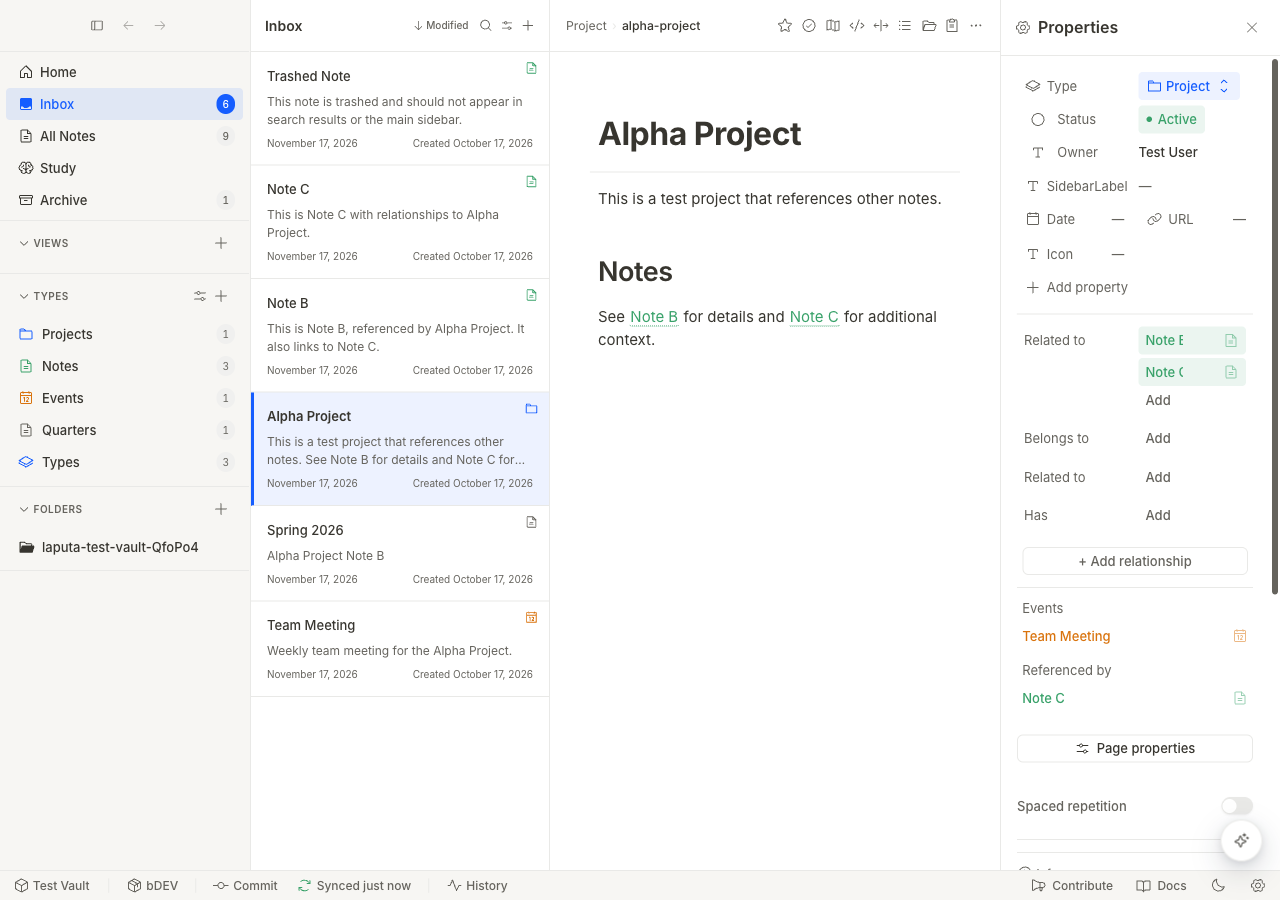 Home
Inbox 6
All Notes 9
Study
Archive 1
VIEWS
TYPES
Projects 1
Notes 3
Events 1
Quarters 1
Types 3
FOLDERS
laputa-test-vault-QfoPo4
Inbox
Modified
Trashed Note
This note is trashed and should not appear in
search results or the main sidebar.
November 17, 2026 Created October 17, 2026
Note C
This is Note C with relationships to Alpha
Project.
November 17, 2026 Created October 17, 2026
Note B
This is Note B, referenced by Alpha Project. It
also links to Note C.
November 17, 2026 Created October 17, 2026
Alpha Project
This is a test project that references other
notes. See Note B for details and Note C for...
November 17, 2026 Created October 17, 2026
Spring 2026
Alpha Project Note B
November 17, 2026 Created October 17, 2026
Team Meeting
Weekly team meeting for the Alpha Project.
November 17, 2026 Created October 17, 2026
Project alpha-project
Alpha Project
This is a test project that references other notes.
Notes
See Note B for details and Note C for additional
context.
Properties
Type Project
Status Active
Owner Test User
SidebarLabel —
Date — URL —
Icon —
Add property
Related to Note
Note
Add
Belongs to Add
Related to Add
Has Add
+ Add relationship
Events
Team Meeting
Referenced by
Note C
Page properties
Spaced repetition
Test Vault bDEV Commit Synced just now History Contribute Docs